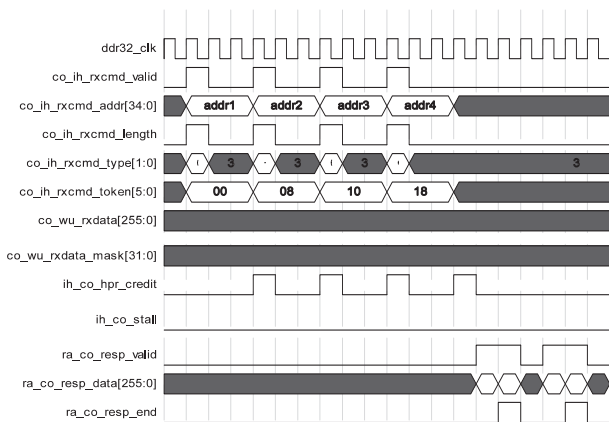 ddr32_clk
co_ih_rxcmd_valid
co_ih_rxcmd_addr[34:0] addr1 addr2 addr3 addr4
co_ih_rxcmd_length
co_ih_rxcmd_type[1:0] 3 3 3 3
co_ih_rxcmd_token[5:0] 00 08 10 18
co_wu_rxdata[255:0]
co_wu_rxdata_mask[31:0]
ih_co_hpr_credit
ih_co_stall
ra_co_resp_valid
ra_co_resp_data[255:0]
ra_co_resp_end